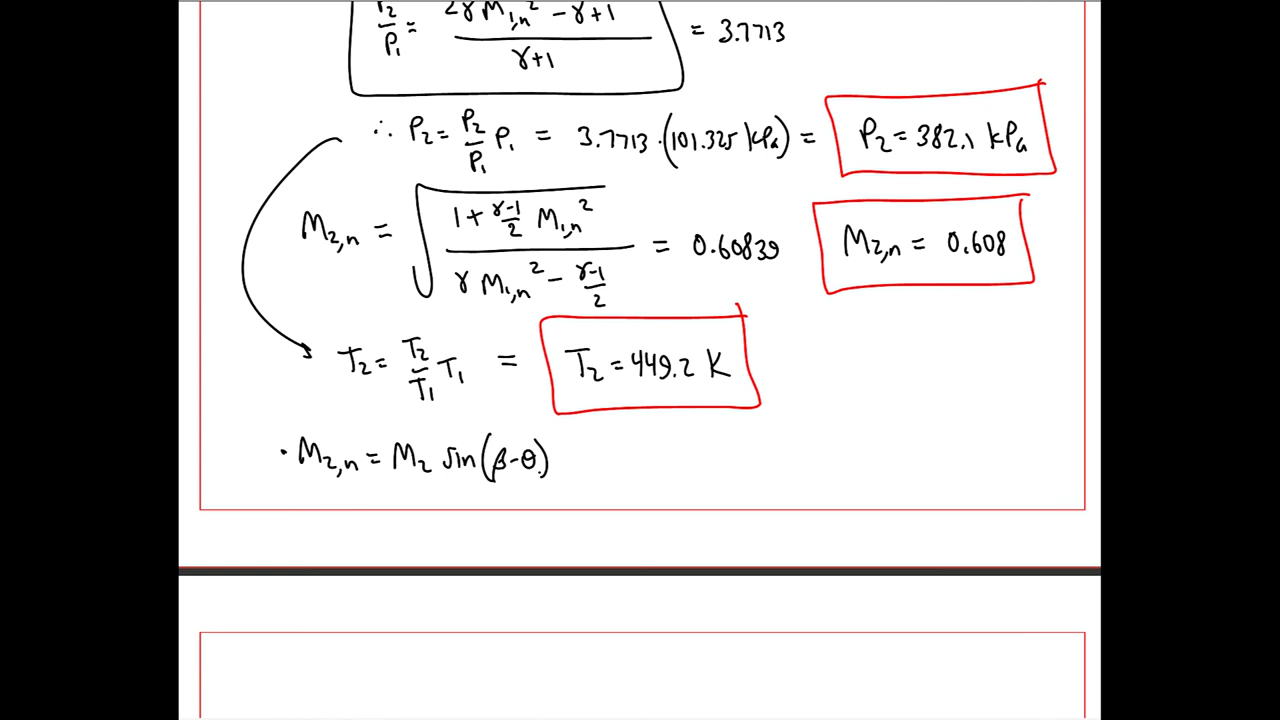 P₂/P₁ = (2γM₁,ₙ² − γ+1)/(γ+1) = 3.7713
∴ P₂ = P₂/P₁ P₁ = 3.7713·(101.325 kPa) = P₂ = 382.1 kPa
M₂,ₙ = √((1 + (γ-1)/2 M₁,ₙ²)/(γ M₁,ₙ² − (γ-1)/2)) = 0.60839 M₂,ₙ = 0.608
T₂ = T₂/T₁ T₁ = T₂ = 449.2 K
· M₂,ₙ = M₂ sin(β-θ)